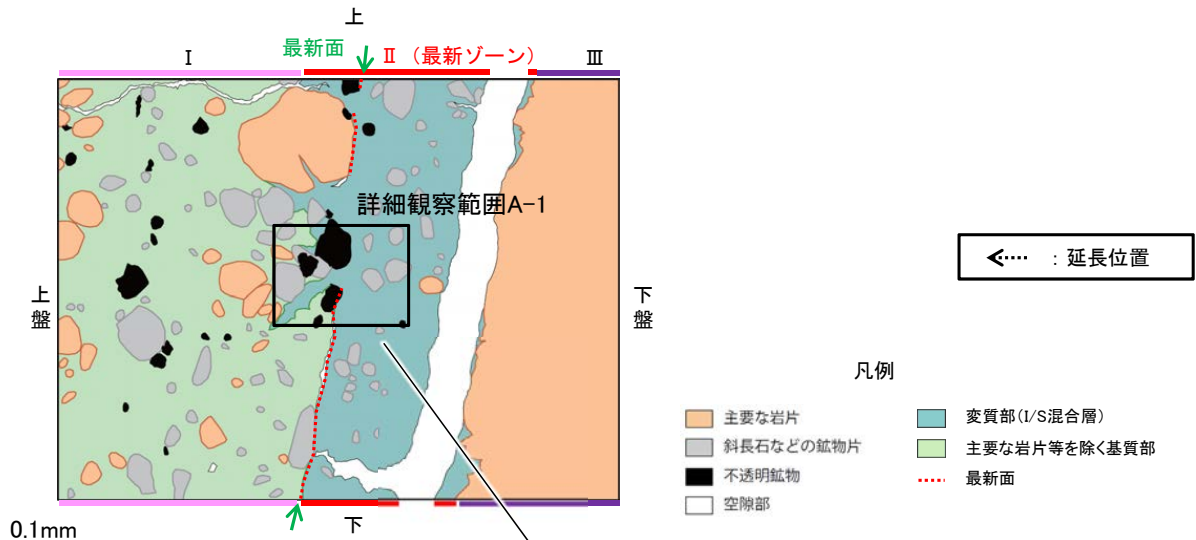 上
最新面
Ⅰ
Ⅱ （最新ゾーン）
Ⅲ
詳細観察範囲A-1
上盤
下盤
：延長位置
凡例
主要な岩片
変質部(I/S混合層)
斜長石などの鉱物片
主要な岩片等を除く基質部
不透明鉱物
最新面
空隙部
0.1mm
下